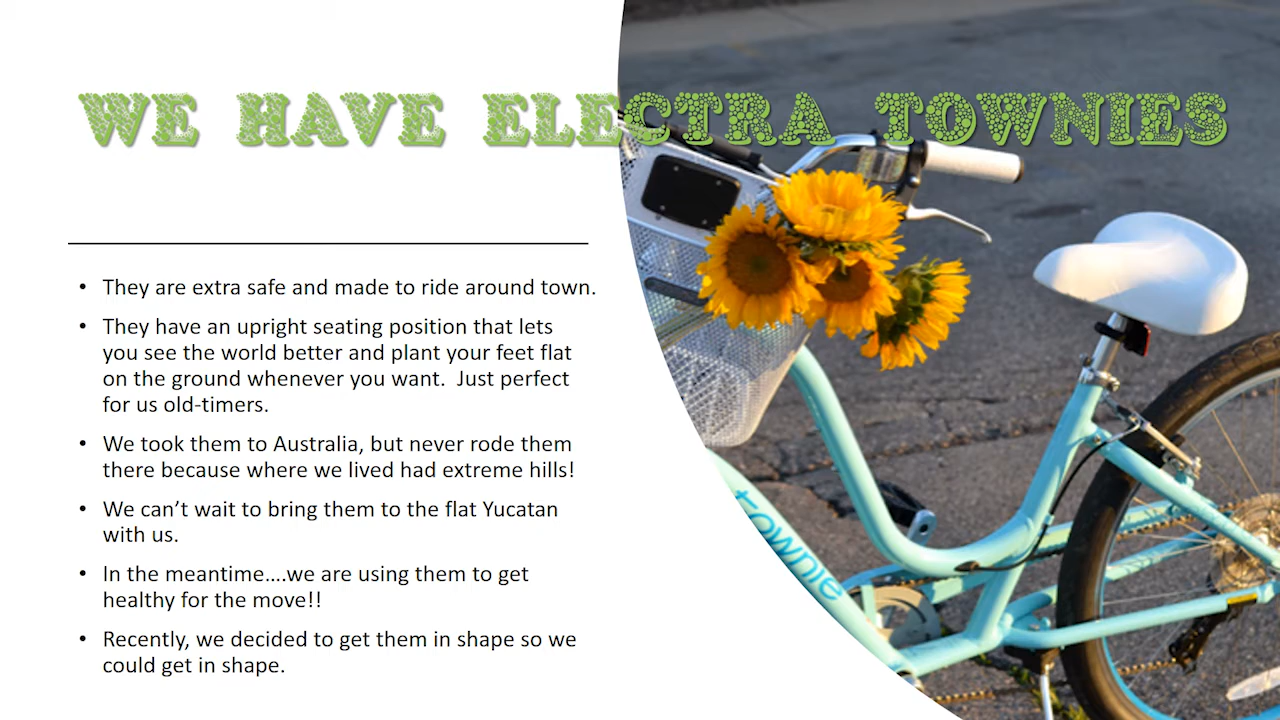 WE HAVE ELECTRA TOWNIES
• They are extra safe and made to ride around town.
• They have an upright seating position that lets
you see the world better and plant your feet flat
on the ground whenever you want.  Just perfect
for us old-timers.
• We took them to Australia, but never rode them
there because where we lived had extreme hills!
• We can’t wait to bring them to the flat Yucatan
with us.
• In the meantime....we are using them to get
healthy for the move!!
• Recently, we decided to get them in shape so we
could get in shape.
townie